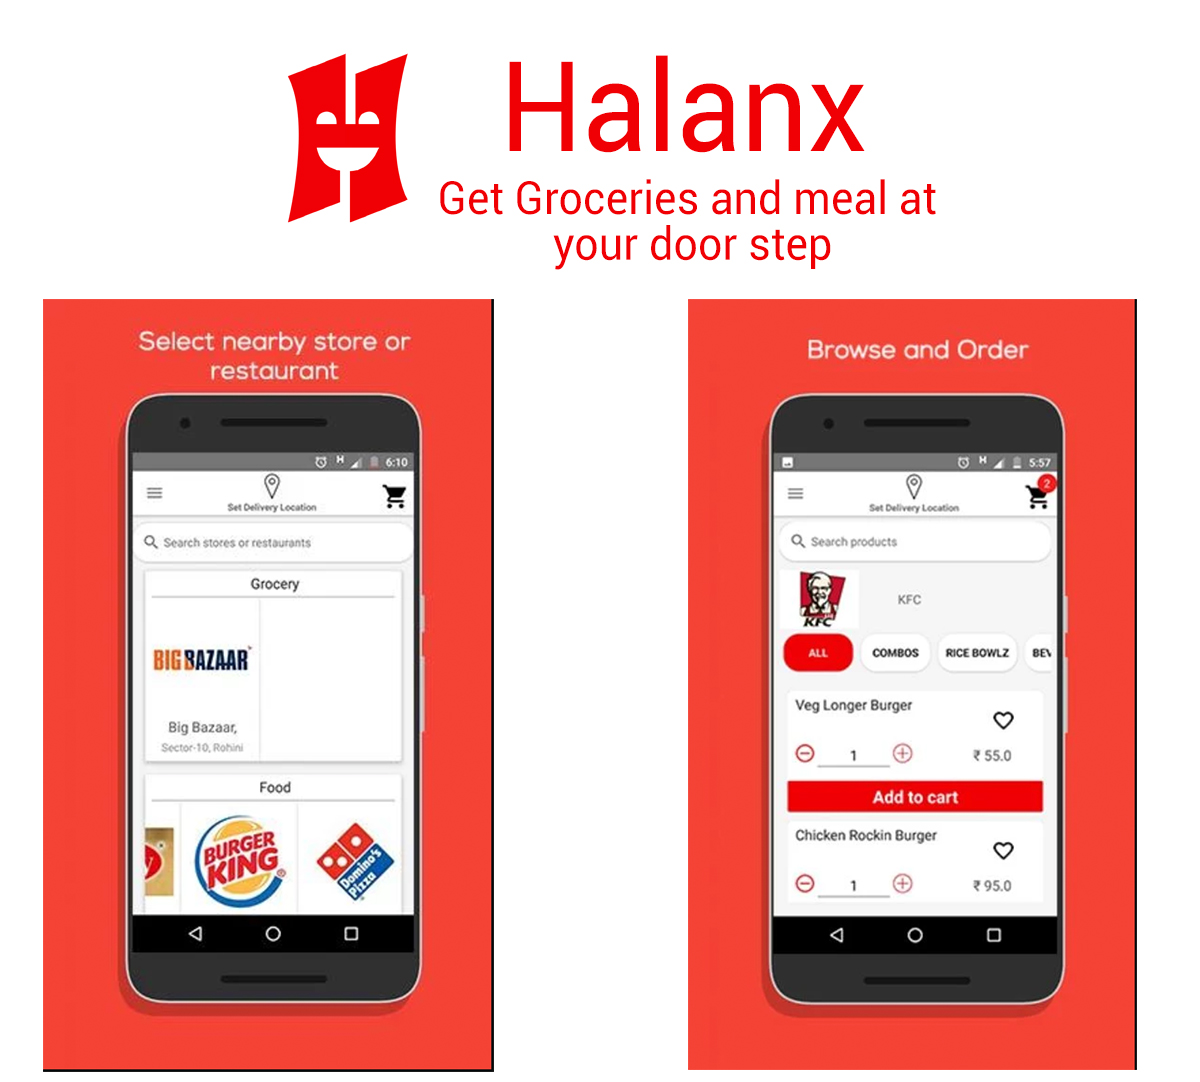 Halanx
Get Groceries and meal at
your door step
Select nearby store or
restaurant
H
6:10
Set Delivery Location
Search stores or restaurants
Grocery
BIG BAZAAR
Big Bazaar,
Sector-10, Rohini
Food
BURGER
KING
Domino's
Pizza
Browse and Order
H
5:57
Set Delivery Location
2
Search products
KFC
KFC
ALL
COMBOS
RICE BOWLZ
BEV
Veg Longer Burger
1
₹ 55.0
Add to cart
Chicken Rockin Burger
1
₹ 95.0